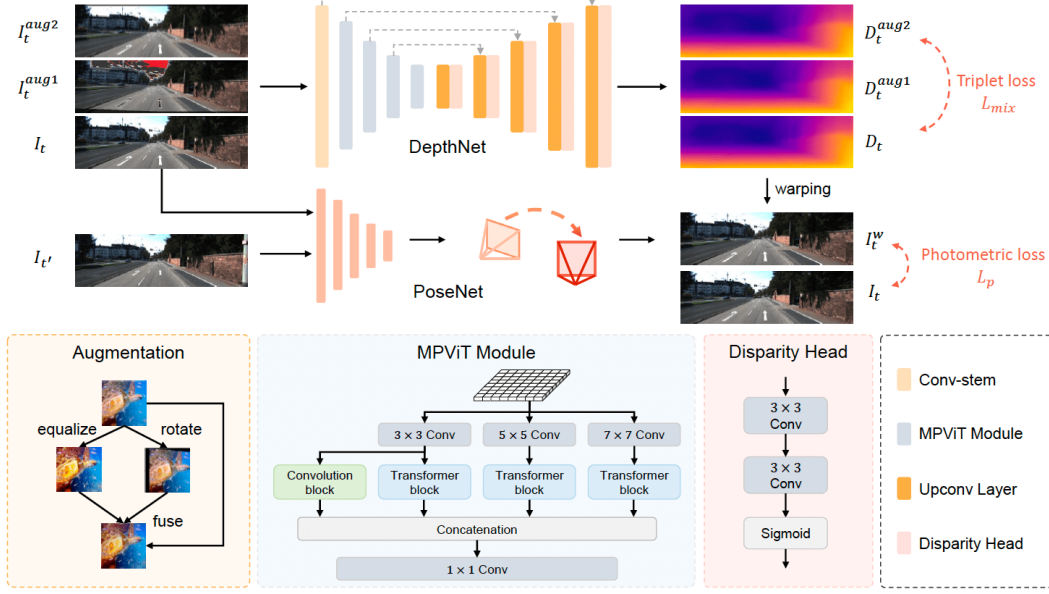 I_t^{aug2}
I_t^{aug1}
I_t
DepthNet
D_t^{aug2}
D_t^{aug1}
D_t
Triplet loss
L_{mix}
warping
I_{t'}
PoseNet
I_t^w
I_t
Photometric loss
L_p
Augmentation
equalize
rotate
fuse
MPViT Module
3 × 3 Conv
5 × 5 Conv
7 × 7 Conv
Convolution
block
Transformer
block
Transformer
block
Transformer
block
Concatenation
1 × 1 Conv
Disparity Head
3 × 3
Conv
3 × 3
Conv
Sigmoid
Conv-stem
MPViT Module
Upconv Layer
Disparity Head